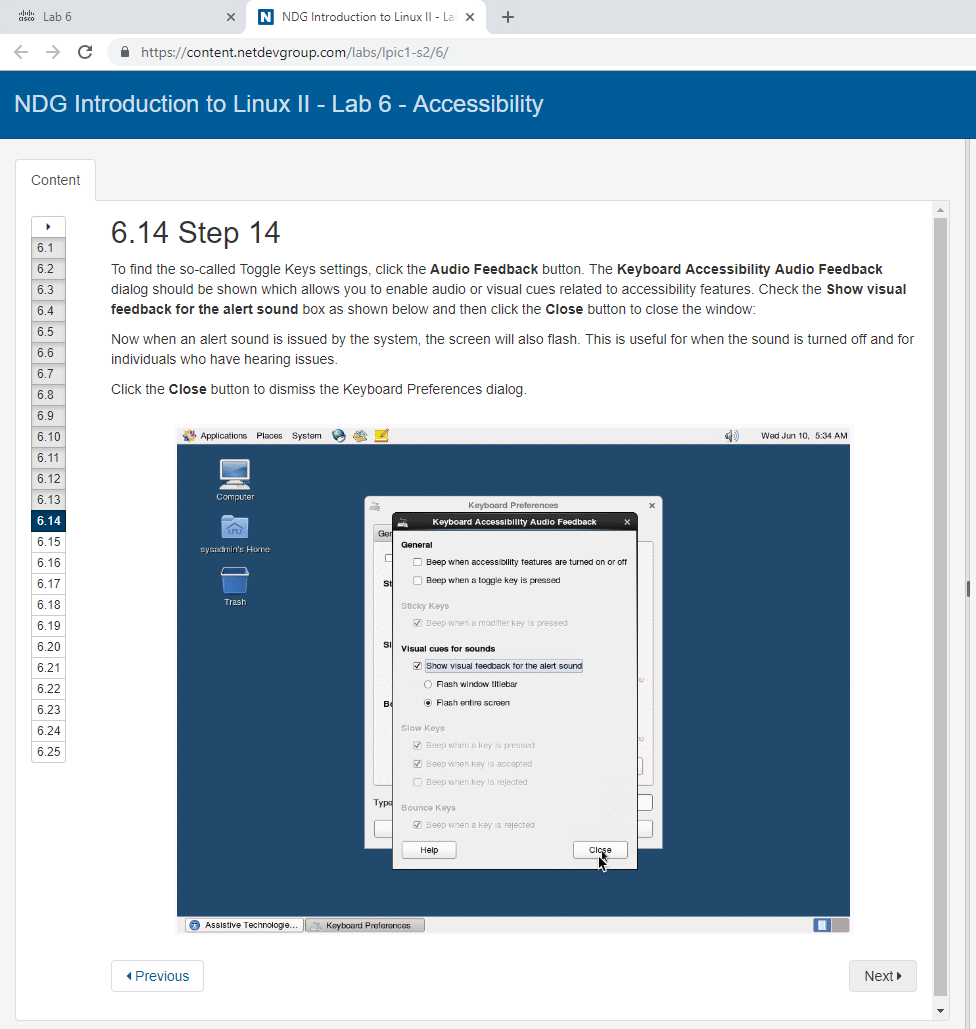 Lab 6
NDG Introduction to Linux II - La
https://content.netdevgroup.com/labs/lpic1-s2/6/
NDG Introduction to Linux II - Lab 6 - Accessibility
Content
6.1
6.2
6.3
6.4
6.5
6.6
6.7
6.8
6.9
6.10
6.11
6.12
6.13
6.14
6.15
6.16
6.17
6.18
6.19
6.20
6.21
6.22
6.23
6.24
6.25
6.14 Step 14
To find the so-called Toggle Keys settings, click the Audio Feedback button. The Keyboard Accessibility Audio Feedback
dialog should be shown which allows you to enable audio or visual cues related to accessibility features. Check the Show visual
feedback for the alert sound box as shown below and then click the Close button to close the window:
Now when an alert sound is issued by the system, the screen will also flash. This is useful for when the sound is turned off and for
individuals who have hearing issues.
Click the Close button to dismiss the Keyboard Preferences dialog.
Applications Places System
Wed Jun 10, 5:34 AM
Computer
sysadmin's Home
Trash
Keyboard Preferences
Keyboard Accessibility Audio Feedback
General
Beep when accessibility features are turned on or off
Beep when a toggle key is pressed
Sticky Keys
Beep when a modifier key is pressed
Visual cues for sounds
Show visual feedback for the alert sound
Flash window titlebar
Flash entire screen
Slow Keys
Beep when a key is pressed
Beep when key is accepted
Beep when key is rejected
Bounce Keys
Beep when a key is rejected
Help
Close
Type
Assistive Technologie...
Keyboard Preferences
Previous
Next